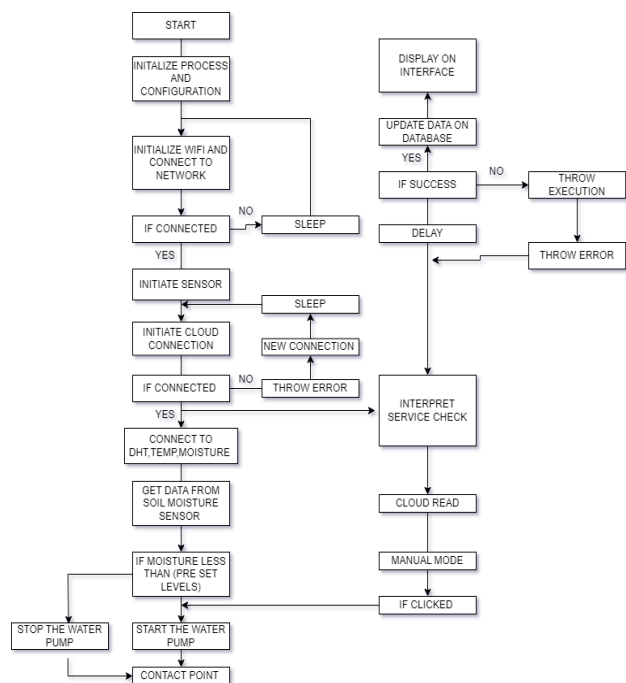 START
INITALIZE PROCESS
AND
CONFIGURATION
INITIALIZE WIFI AND
CONNECT TO
NETWORK
IF CONNECTED
NO
SLEEP
YES
INITIATE SENSOR
SLEEP
INITIATE CLOUD
CONNECTION
NEW CONNECTION
IF CONNECTED
NO
THROW ERROR
YES
CONNECT TO
DHT,TEMP,MOISTURE
GET DATA FROM
SOIL MOISTURE
SENSOR
IF MOISTURE LESS
THAN (PRE SET
LEVELS)
STOP THE WATER
PUMP
START THE WATER
PUMP
CONTACT POINT
DISPLAY ON
INTERFACE
UPDATE DATA ON
DATABASE
YES
IF SUCCESS
NO
THROW
EXECUTION
DELAY
THROW ERROR
INTERPRET
SERVICE CHECK
CLOUD READ
MANUAL MODE
IF CLICKED